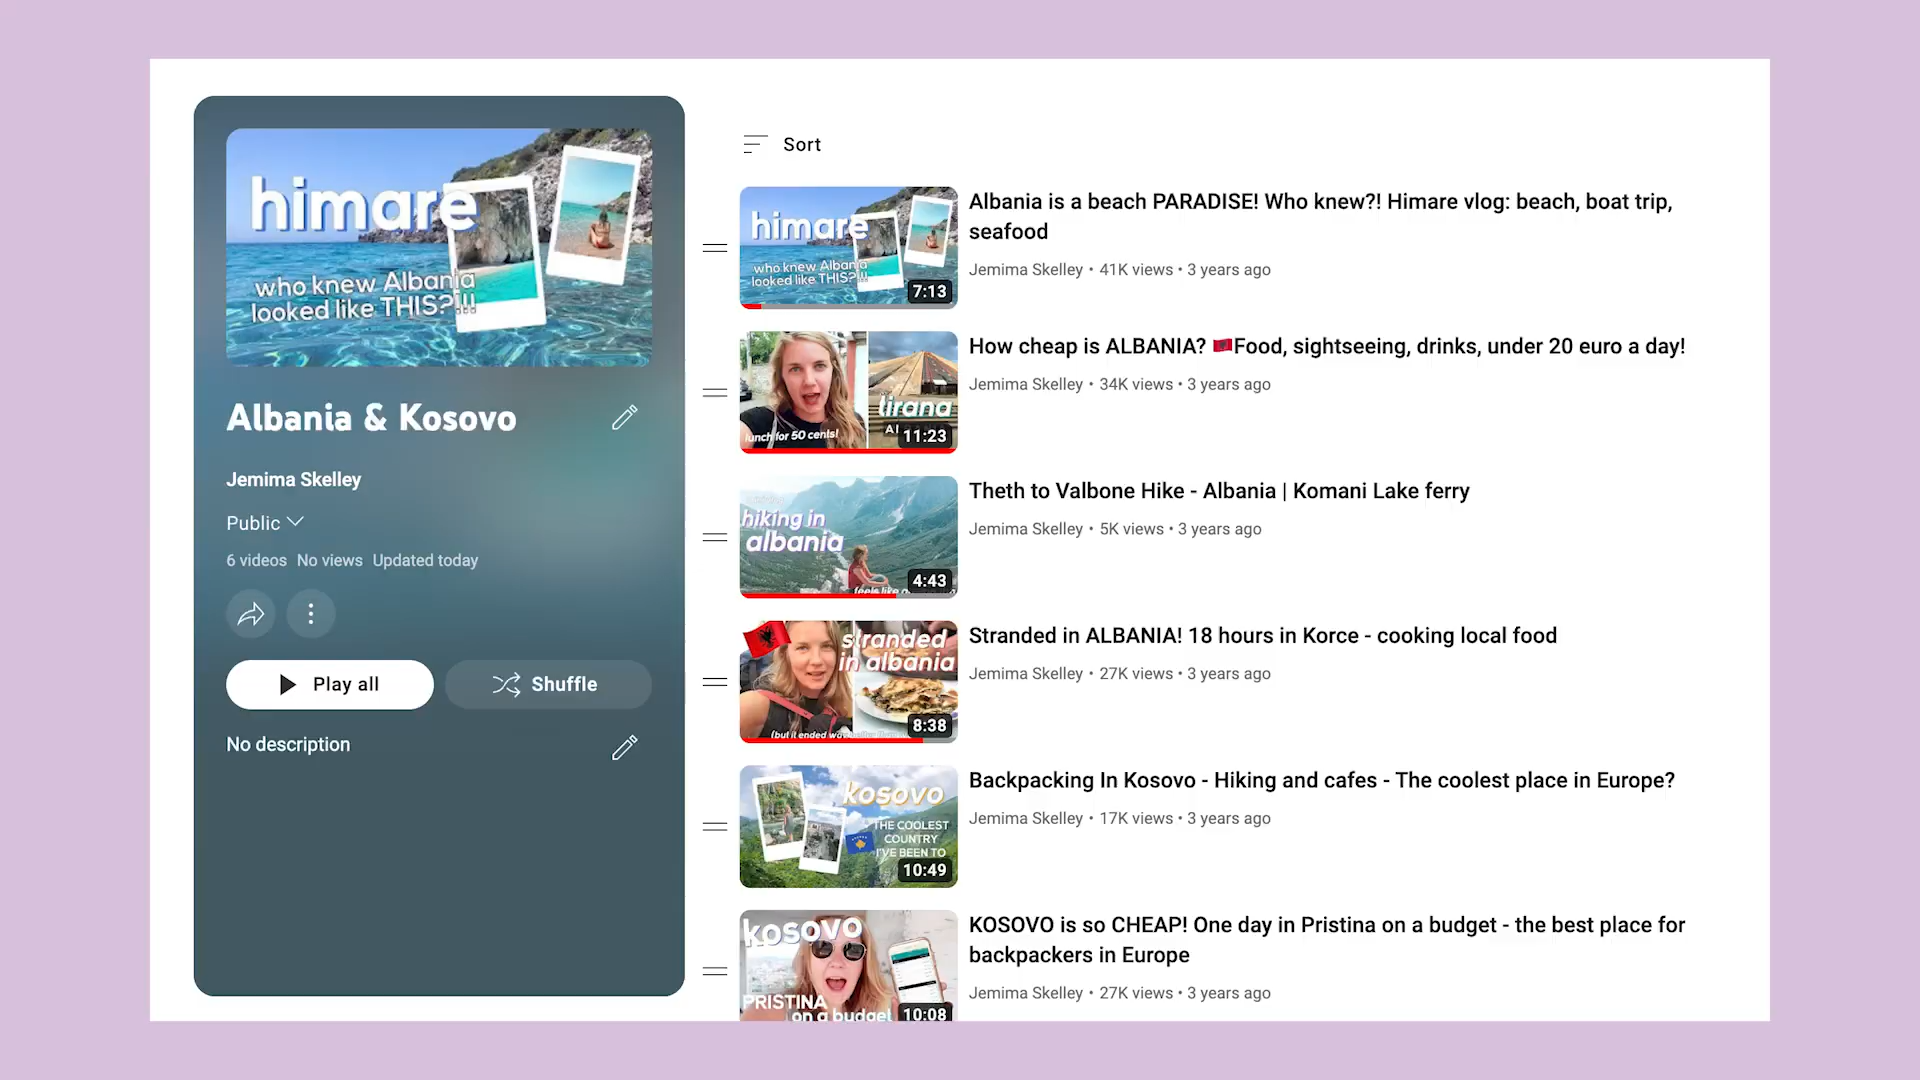 himare
who knew Albania
looked like THIS?!!!
Albania & Kosovo
Jemima Skelley
Public
6 videos No views Updated today
Play all
Shuffle
No description
Sort
himare
who knew Albania
looked like THIS?!!!
7:13
Albania is a beach PARADISE! Who knew?! Himare vlog: beach, boat trip,
seafood
Jemima Skelley • 41K views • 3 years ago
tirana
lunch for 50 cents!
11:23
How cheap is ALBANIA? 🇦🇱Food, sightseeing, drinks, under 20 euro a day!
Jemima Skelley • 34K views • 3 years ago
hiking in
albania
feels like
4:43
Theth to Valbone Hike - Albania | Komani Lake ferry
Jemima Skelley • 5K views • 3 years ago
stranded
in albania
(but it ended
8:38
Stranded in ALBANIA! 18 hours in Korce - cooking local food
Jemima Skelley • 27K views • 3 years ago
kosovo
THE COOLEST
COUNTRY
I'VE BEEN TO
10:49
Backpacking In Kosovo - Hiking and cafes - The coolest place in Europe?
Jemima Skelley • 17K views • 3 years ago
kosovo
PRISTINA
on a budget
10:08
KOSOVO is so CHEAP! One day in Pristina on a budget - the best place for
backpackers in Europe
Jemima Skelley • 27K views • 3 years ago